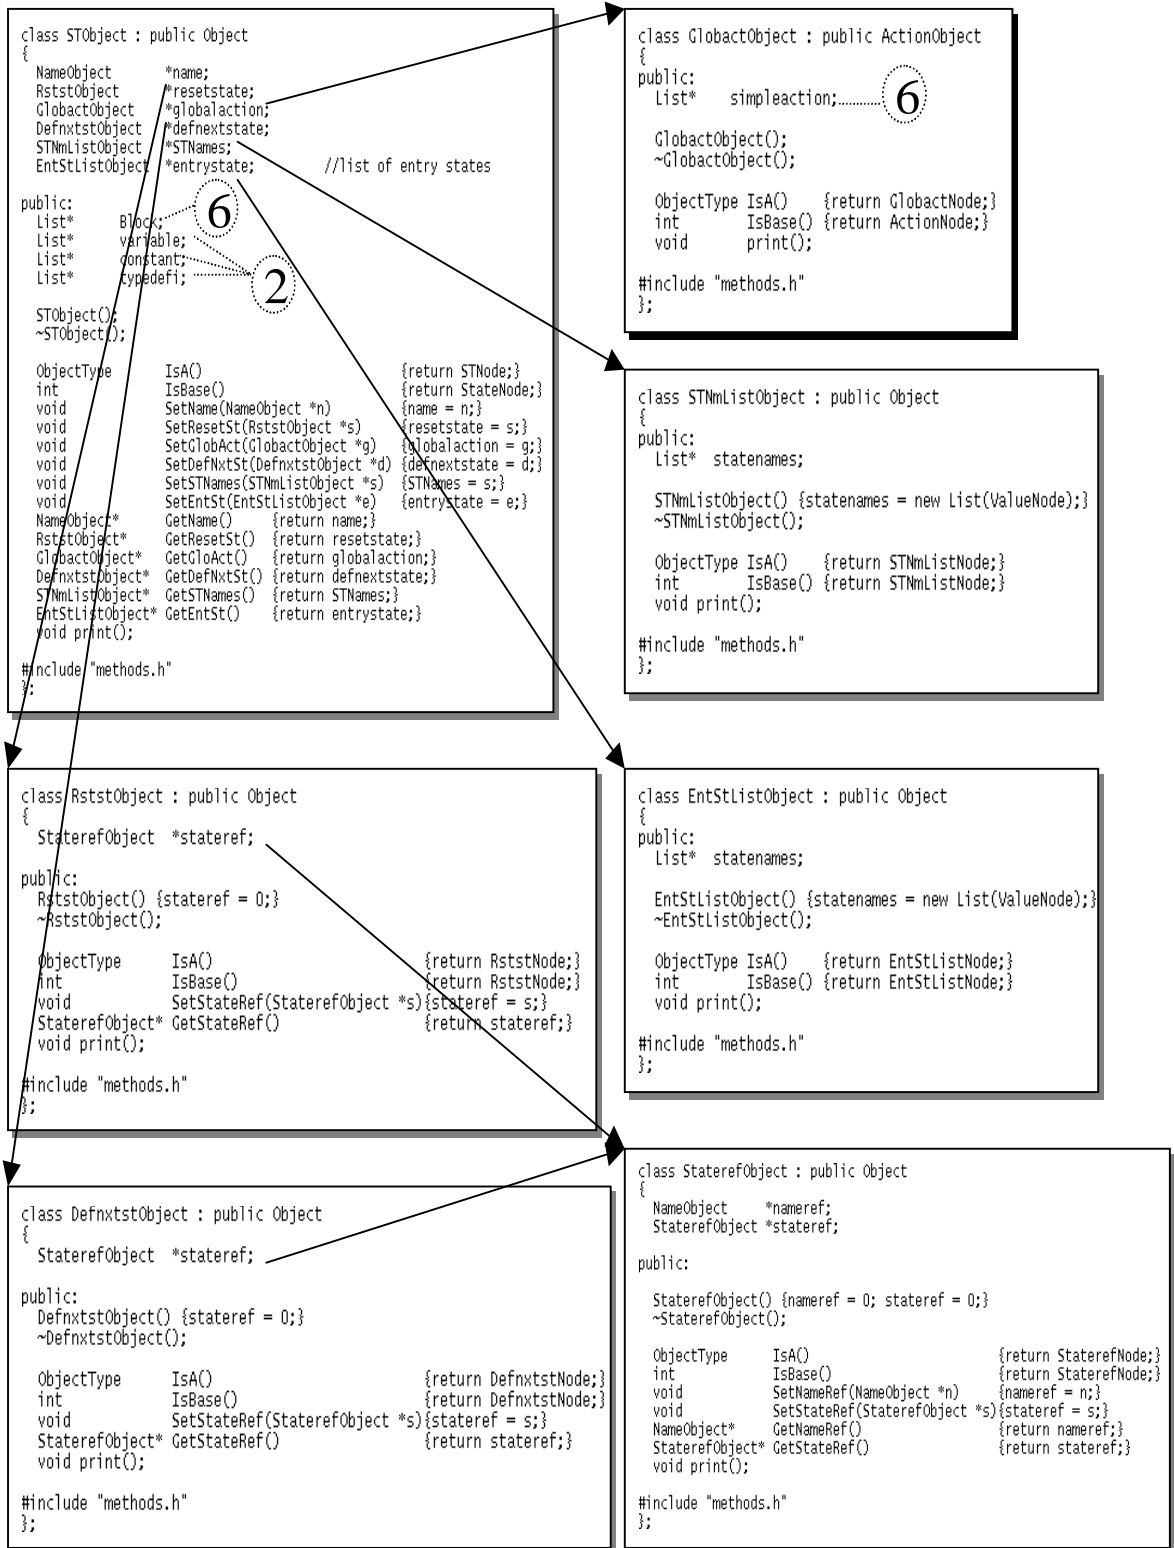 class STObject : public Object
{
NameObject *name;
RststObject *resetstate;
GlobactObject *globalaction;
DefnxtstObject *defnextstate;
STNmListObject *STNames;
EntStListObject *entrystate; //list of entry states
public:
List* Block;
6
List* variable;
List* constant;
List* typedefi;
2
STObject();
~STObject();
ObjectType IsA() {return STNode;}
int IsBase() {return StateNode;}
void SetName(NameObject *n) {name = n;}
void SetResetSt(RststObject *s) {resetstate = s;}
void SetGlobAct(GlobactObject *g) {globalaction = g;}
void SetDefNxtSt(DefnxtstObject *d) {defnextstate = d;}
void SetSTNames(STNmListObject *s) {STNames = s;}
void SetEntSt(EntStListObject *e) {entrystate = e;}
NameObject* GetName() {return name;}
RststObject* GetResetSt() {return resetstate;}
GlobactObject* GetGloAct() {return globalaction;}
DefnxtstObject* GetDefNxtSt() {return defnextstate;}
STNmListObject* GetSTNames() {return STNames;}
EntStListObject* GetEntSt() {return entrystate;}
void print();
#include "methods.h"
};
class GlobactObject : public ActionObject
{
public:
List* simpleaction;
6
GlobactObject();
~GlobactObject();
ObjectType IsA() {return GlobactNode;}
int IsBase() {return ActionNode;}
void print();
#include "methods.h"
};
class STNmListObject : public Object
{
public:
List* statenames;
STNmListObject() {statenames = new List(ValueNode);}
~STNmListObject();
ObjectType IsA() {return STNmListNode;}
int IsBase() {return STNmListNode;}
void print();
#include "methods.h"
};
class RststObject : public Object
{
StaterefObject *stateref;
public:
RststObject() {stateref = 0;}
~RststObject();
ObjectType IsA() {return RststNode;}
int IsBase() {return RststNode;}
void SetStateRef(StaterefObject *s){stateref = s;}
StaterefObject* GetStateRef() {return stateref;}
void print();
#include "methods.h"
};
class EntStListObject : public Object
{
public:
List* statenames;
EntStListObject() {statenames = new List(ValueNode);}
~EntStListObject();
ObjectType IsA() {return EntStListNode;}
int IsBase() {return EntStListNode;}
void print();
#include "methods.h"
};
class DefnxtstObject : public Object
{
StaterefObject *stateref;
public:
DefnxtstObject() {stateref = 0;}
~DefnxtstObject();
ObjectType IsA() {return DefnxtstNode;}
int IsBase() {return DefnxtstNode;}
void SetStateRef(StaterefObject *s){stateref = s;}
StaterefObject* GetStateRef() {return stateref;}
void print();
#include "methods.h"
};
class StaterefObject : public Object
{
NameObject *nameref;
StaterefObject *stateref;
public:
StaterefObject() {nameref = 0; stateref = 0;}
~StaterefObject();
ObjectType IsA() {return StaterefNode;}
int IsBase() {return StaterefNode;}
void SetNameRef(NameObject *n) {nameref = n;}
void SetStateRef(StaterefObject *s){stateref = s;}
NameObject* GetNameRef() {return nameref;}
StaterefObject* GetStateRef() {return stateref;}
void print();
#include "methods.h"
};